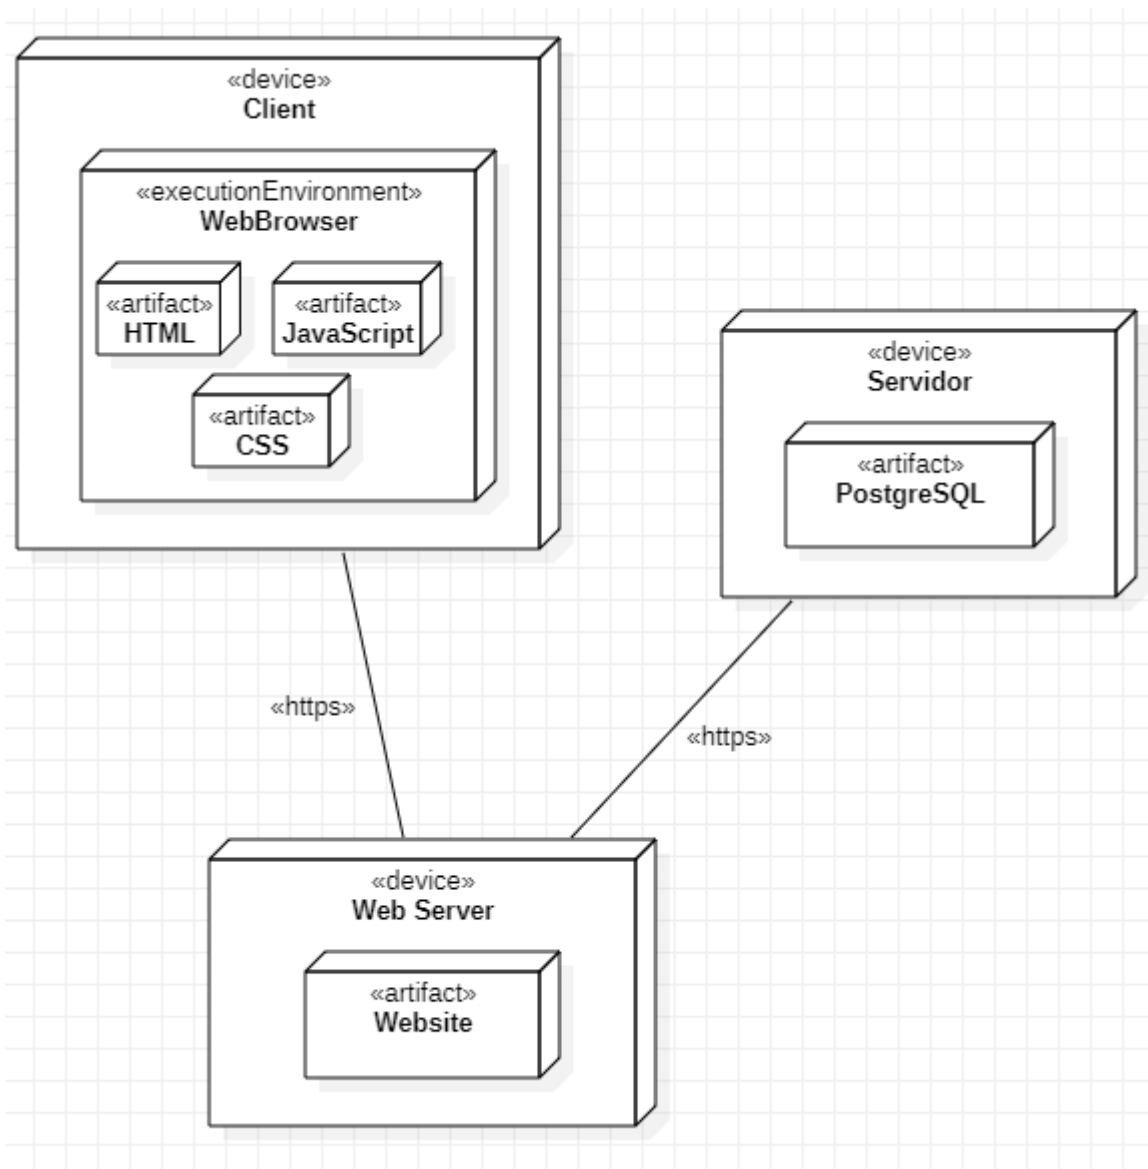 «device»
Client
«executionEnvironment»
WebBrowser
«artifact»
HTML
«artifact»
JavaScript
«artifact»
CSS
«device»
Servidor
«artifact»
PostgreSQL
«https»
«https»
«device»
Web Server
«artifact»
Website